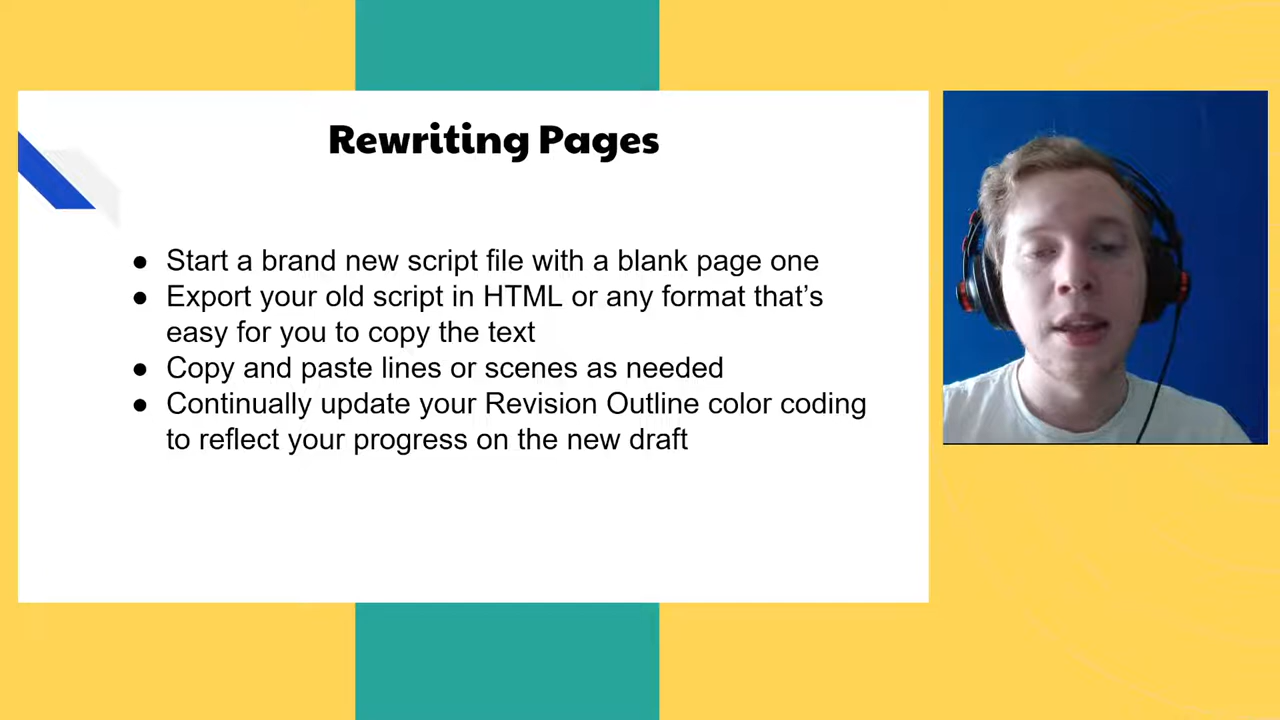 Rewriting Pages
● Start a brand new script file with a blank page one
● Export your old script in HTML or any format that’s
easy for you to copy the text
● Copy and paste lines or scenes as needed
● Continually update your Revision Outline color coding
to reflect your progress on the new draft